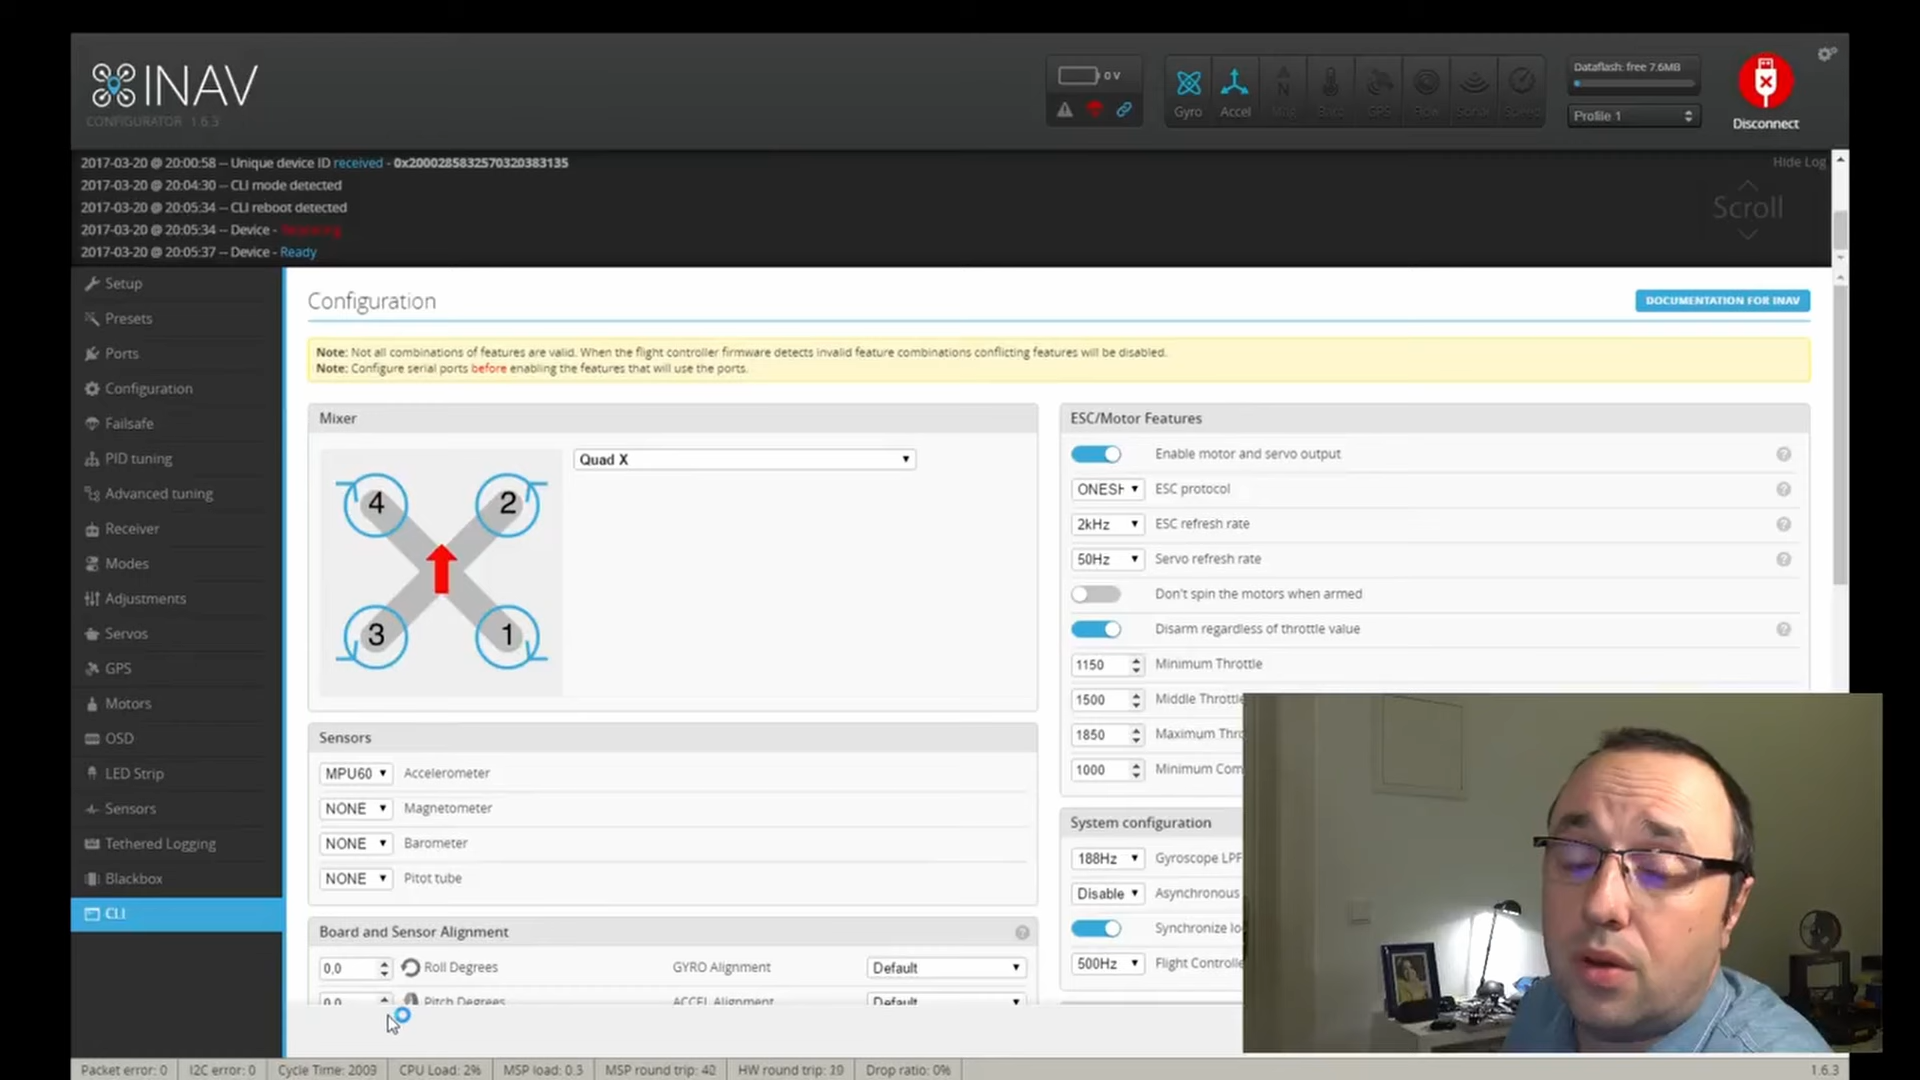 INAV
CONFIGURATOR 1.6.3
0 V
Gyro
Accel
GPS
Dataflash: free 7.6MB
Profile 1
Disconnect
2017-03-20 @ 20:00:58 -- Unique device ID received - 0x2000285832570320383135
Hide Log
2017-03-20 @ 20:04:30 -- CLI mode detected
2017-03-20 @ 20:05:34 -- CLI reboot detected
Scroll
2017-03-20 @ 20:05:34 -- Device -
2017-03-20 @ 20:05:37 -- Device - Ready
Setup
Presets
Ports
Configuration
Failsafe
PID tuning
Advanced tuning
Receiver
Modes
Adjustments
Servos
GPS
Motors
OSD
LED Strip
Sensors
Tethered Logging
Blackbox
CLI
Configuration
DOCUMENTATION FOR INAV
Note: Not all combinations of features are valid. When the flight controller firmware detects invalid feature combinations conflicting features will be disabled.
Note: Configure serial ports before enabling the features that will use the ports.
Mixer
Quad X
4
2
3
1
Sensors
MPU60 Accelerometer
NONE Magnetometer
NONE Barometer
NONE Pitot tube
Board and Sensor Alignment
0,0 Roll Degrees GYRO Alignment Default
0,0 Pitch Degrees ACCEL Alignment Default
ESC/Motor Features
Enable motor and servo output
ONESH ESC protocol
2kHz ESC refresh rate
50Hz Servo refresh rate
Don't spin the motors when armed
Disarm regardless of throttle value
1150 Minimum Throttle
1500 Middle Throttle
1850 Maximum Thro
1000 Minimum Com
System configuration
188Hz Gyroscope LPF
Disable Asynchronous
Synchronize lo
500Hz Flight Controlle
Packet error: 0
I2C error: 0
Cycle Time: 2003
CPU Load: 2%
MSP load: 0.3
MSP round trip: 42
HW round trip: 19
Drop ratio: 0%
1.6.3